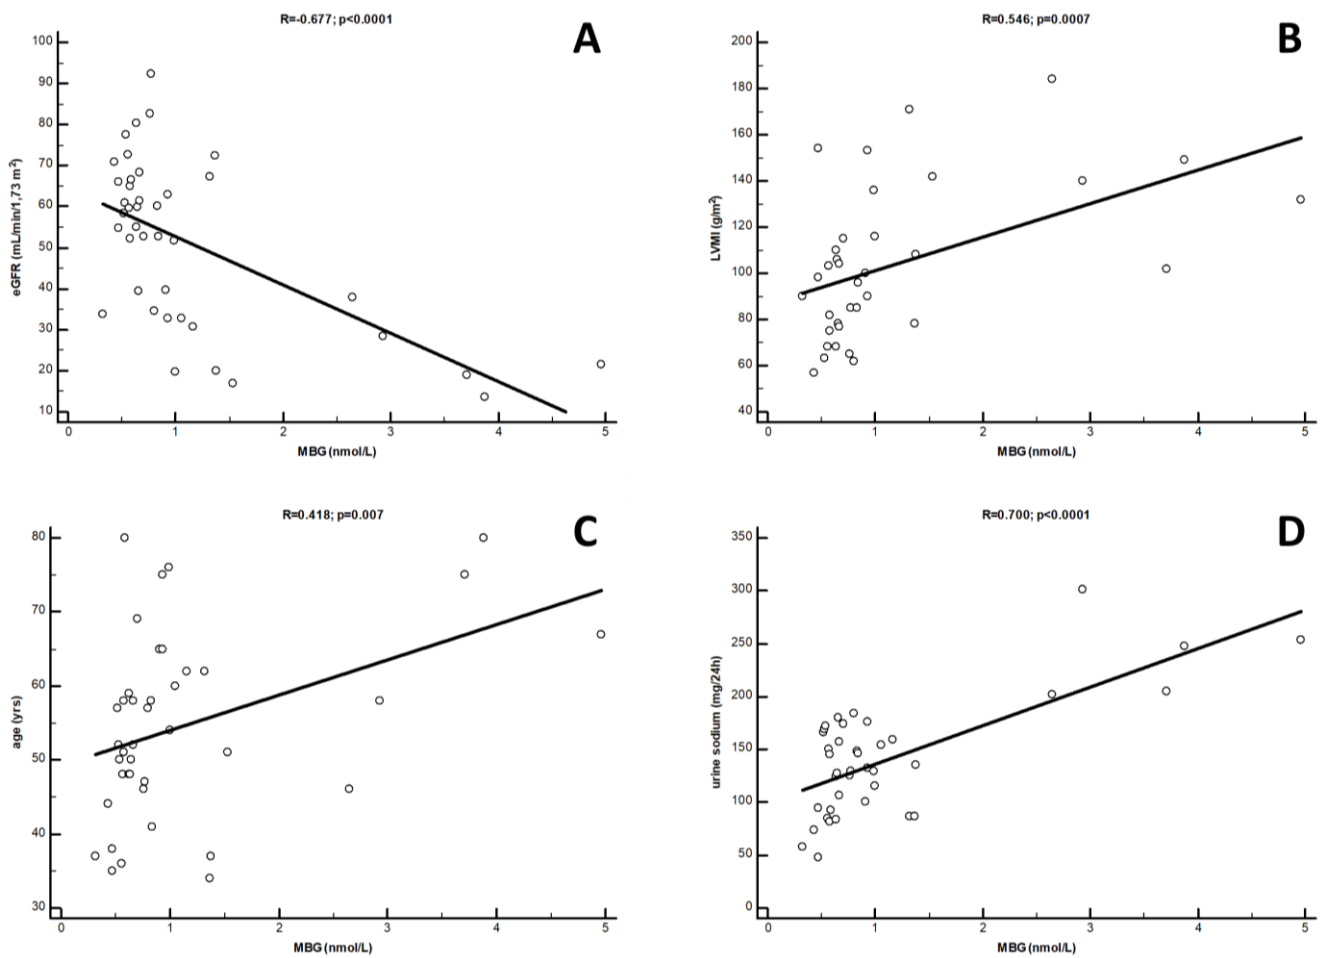 R=-0.677; p<0.0001
A
100
90
80
70
60
50
40
30
20
10
eGFR (mL/min/1,73 m²)
0 1 2 3 4 5
MBG (nmol/L)
R=0.546; p=0.0007
B
200
180
160
140
120
100
80
60
40
LVMI (g/m²)
0 1 2 3 4 5
MBG (nmol/L)
R=0.418; p=0.007
C
80
70
60
50
40
30
age (yrs)
0 1 2 3 4 5
MBG (nmol/L)
R=0.700; p<0.0001
D
350
300
250
200
150
100
50
0
urine sodium (mg/24h)
0 1 2 3 4 5
MBG (nmol/L)